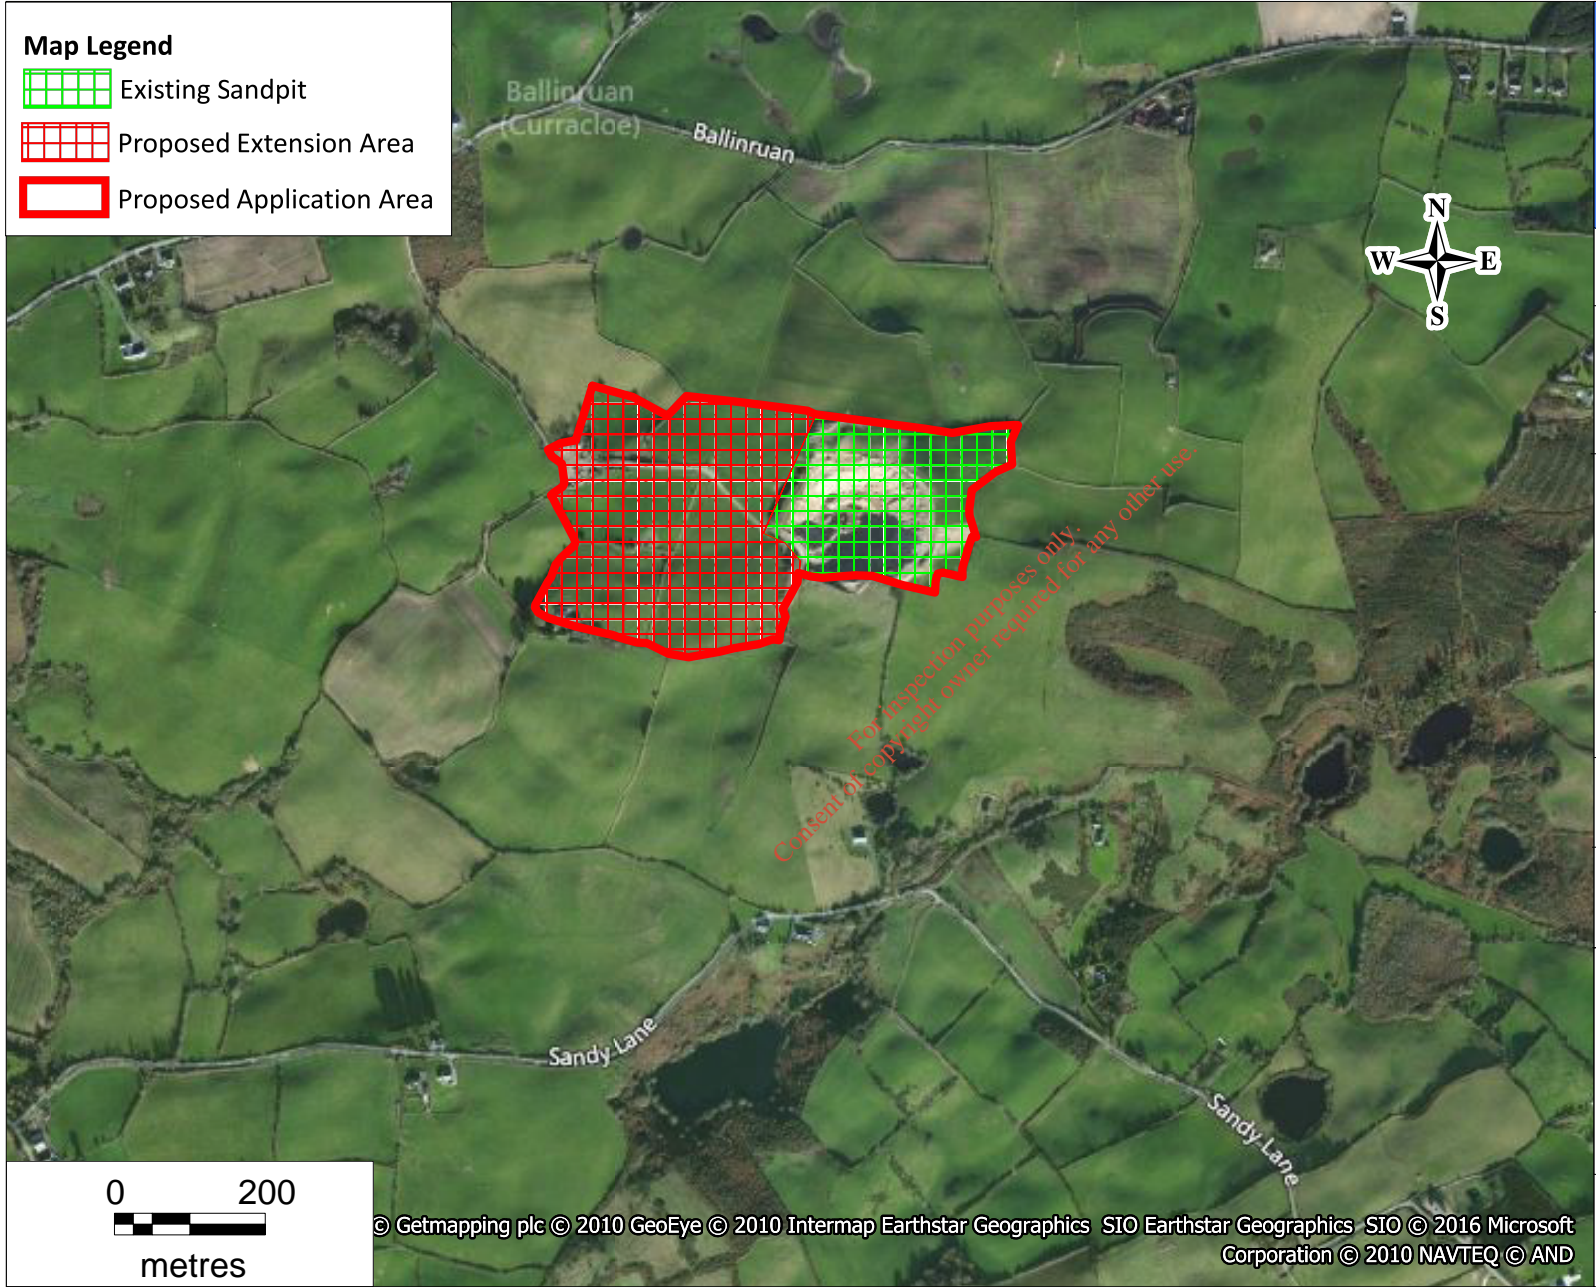 Map Legend
Existing Sandpit
Proposed Extension Area
Proposed Application Area
Ballinruan
(Curracloe)
Ballinruan
N
W E
S
For inspection purposes only.
Consent of copyright owner required for any other use.
Sandy Lane
Sandy Lane
0 200
metres
© Getmapping plc © 2010 GeoEye © 2010 Intermap Earthstar Geographics SIO Earthstar Geographics SIO © 2016 Microsoft
Corporation © 2010 NAVTEQ © AND